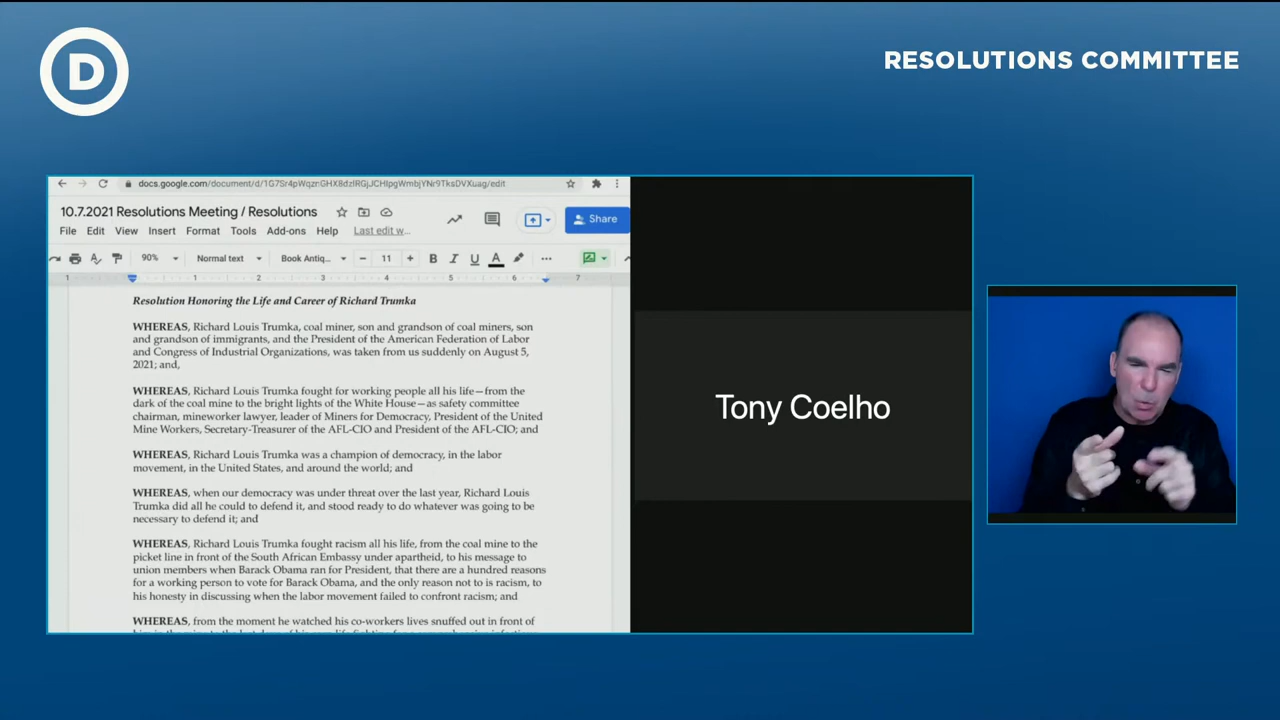 D
RESOLUTIONS COMMITTEE
10.7.2021 Resolutions Meeting / Resolutions
Share
File Edit View Insert Format Tools Add-ons Help Last edit w...
90% Normal text Book Antiq... 11 B I U A
1 1 2 3 4 5 6 7
Resolution Honoring the Life and Career of Richard Trumka
WHEREAS, Richard Louis Trumka, coal miner, son and grandson of coal miners, son
and grandson of immigrants, and the President of the American Federation of Labor
and Congress of Industrial Organizations, was taken from us suddenly on August 5,
2021; and,
WHEREAS, Richard Louis Trumka fought for working people all his life—from the
dark of the coal mine to the bright lights of the White House—as safety committee
chairman, mineworker lawyer, leader of Miners for Democracy, President of the United
Mine Workers, Secretary-Treasurer of the AFL-CIO and President of the AFL-CIO; and
WHEREAS, Richard Louis Trumka was a champion of democracy, in the labor
movement, in the United States, and around the world; and
WHEREAS, when our democracy was under threat over the last year, Richard Louis
Trumka did all he could to defend it, and stood ready to do whatever was going to be
necessary to defend it; and
WHEREAS, Richard Louis Trumka fought racism all his life, from the coal mine to the
picket line in front of the South African Embassy under apartheid, to his message to
union members when Barack Obama ran for President, that there are a hundred reasons
for a working person to vote for Barack Obama, and the only reason not to is racism, to
his honesty in discussing when the labor movement failed to confront racism; and
WHEREAS, from the moment he watched his co-workers lives snuffed out in front of
Tony Coelho